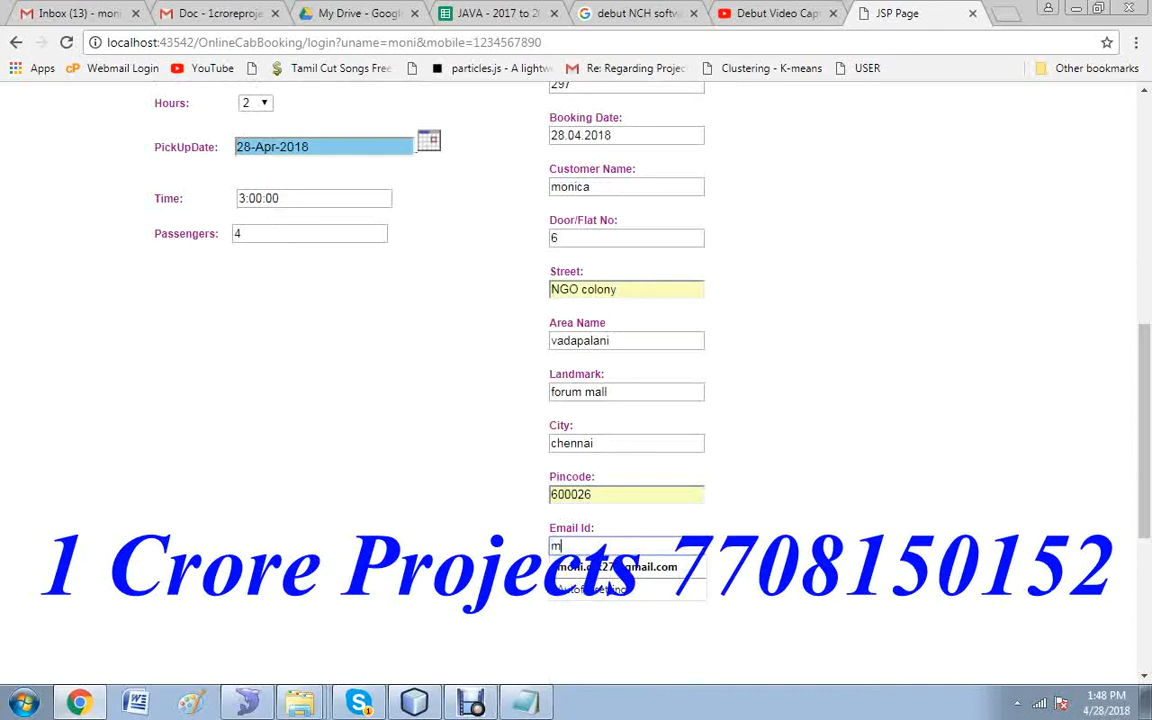 Inbox (13) - moni
Doc - 1croreproje
My Drive - Google
JAVA - 2017 to 2
debut NCH softw
Debut Video Cap
JSP Page
localhost:43542/OnlineCabBooking/login?uname=moni&mobile=1234567890
Apps
Webmail Login
YouTube
Tamil Cut Songs Free
particles.js - A lightw
Re: Regarding Projec
Clustering - K-means
USER
Other bookmarks
Hours: 2
PickUpDate: 28-Apr-2018
Time: 3:00:00
Passengers: 4
297
Booking Date:
28.04.2018
Customer Name:
monica
Door/Flat No:
6
Street:
NGO colony
Area Name
vadapalani
Landmark:
forum mall
City:
chennai
Pincode:
600026
Email Id:
m
1 Crore Projects 7708150152
1:48 PM
4/28/2018